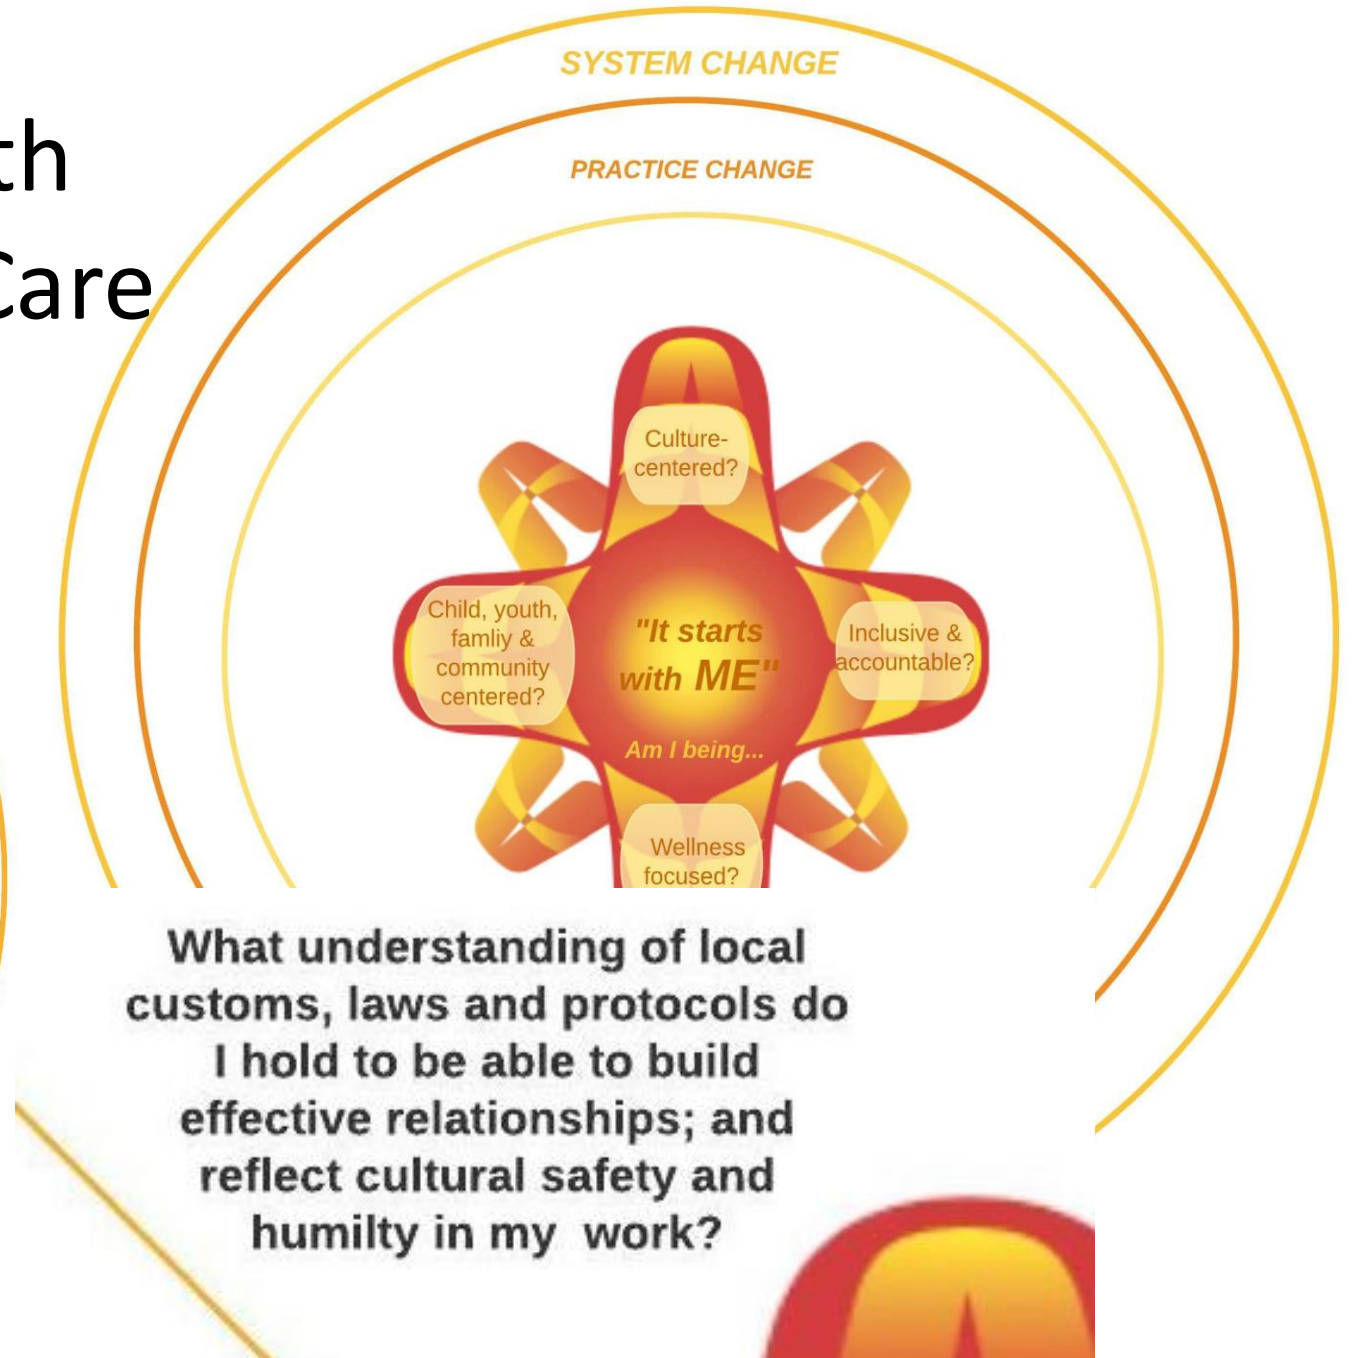 SYSTEM CHANGE
th
PRACTICE CHANGE
Care
Culture-
centered?
Child, youth,
famliy &
community
centered?
"It starts
with ME"
Am I being...
Inclusive &
accountable?
Wellness
focused?
What understanding of local
customs, laws and protocols do
I hold to be able to build
effective relationships; and
reflect cultural safety and
humilty in my work?